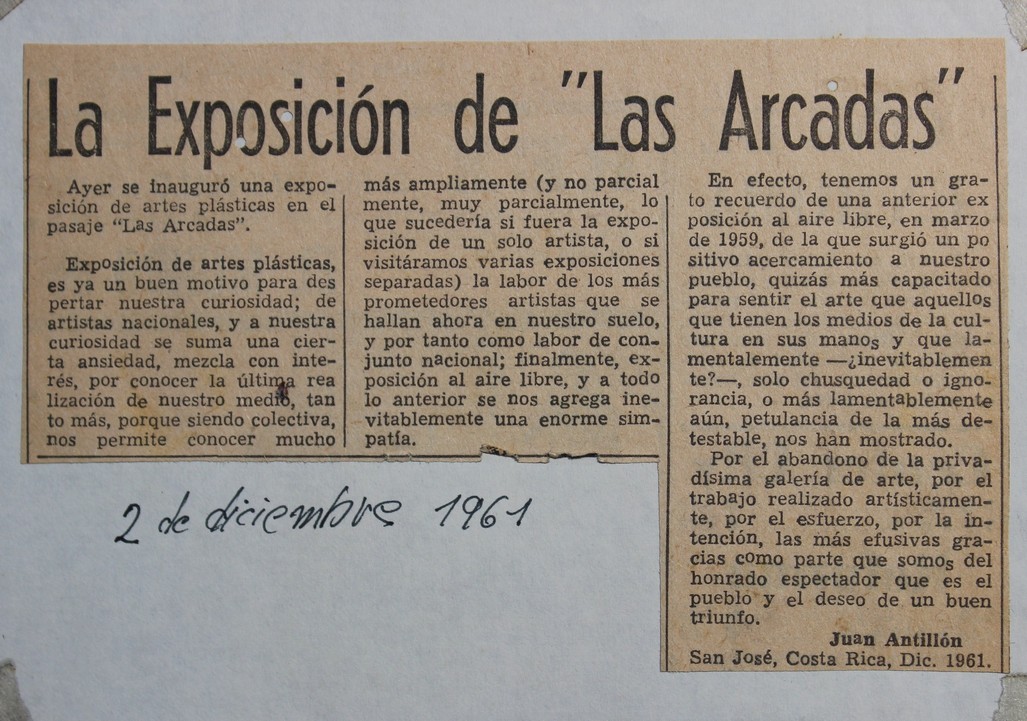 La Exposición de "Las Arcadas"
Ayer se inauguró una expo-
sición de artes plásticas en el
pasaje "Las Arcadas".
Exposición de artes plásticas,
es ya un buen motivo para des
pertar nuestra curiosidad; de
artistas nacionales, y a nuestra
curiosidad se suma una cier-
ta ansiedad, mezcla con inte-
rés, por conocer la última rea
lización de nuestro medio, tan
to más, porque siendo colectiva,
nos permite conocer mucho
más ampliamente (y no parcial
mente, muy parcialmente, lo
que sucedería si fuera la expo-
sición de un solo artista, o si
visitáramos varias exposiciones
separadas) la labor de los más
prometedores artistas que se
hallan ahora en nuestro suelo,
y por tanto como labor de con-
junto nacional; finalmente, ex-
posición al aire libre, y a todo
lo anterior se nos agrega ine-
vitablemente una enorme sim-
patía.
En efecto, tenemos un gra-
to recuerdo de una anterior ex
posición al aire libre, en marzo
de 1959, de la que surgió un po
sitivo acercamiento a nuestro
pueblo, quizás más capacitado
para sentir el arte que aquellos
que tienen los medios de la cul-
tura en sus manos y que la-
mentalemente —¿inevitablemen
te?—, solo chusquedad o igno-
rancia, o más lamentablemente
aún, petulancia de la más de-
testable, nos han mostrado.
Por el abandono de la priva-
dísima galería de arte, por el
trabajo realizado artísticamen-
te, por el esfuerzo, por la in-
tención, las más efusivas gra-
cias como parte que somos del
honrado espectador que es el
pueblo y el deseo de un buen
triunfo.
Juan Antillón
San José, Costa Rica, Dic. 1961.
2 de diciembre 1961